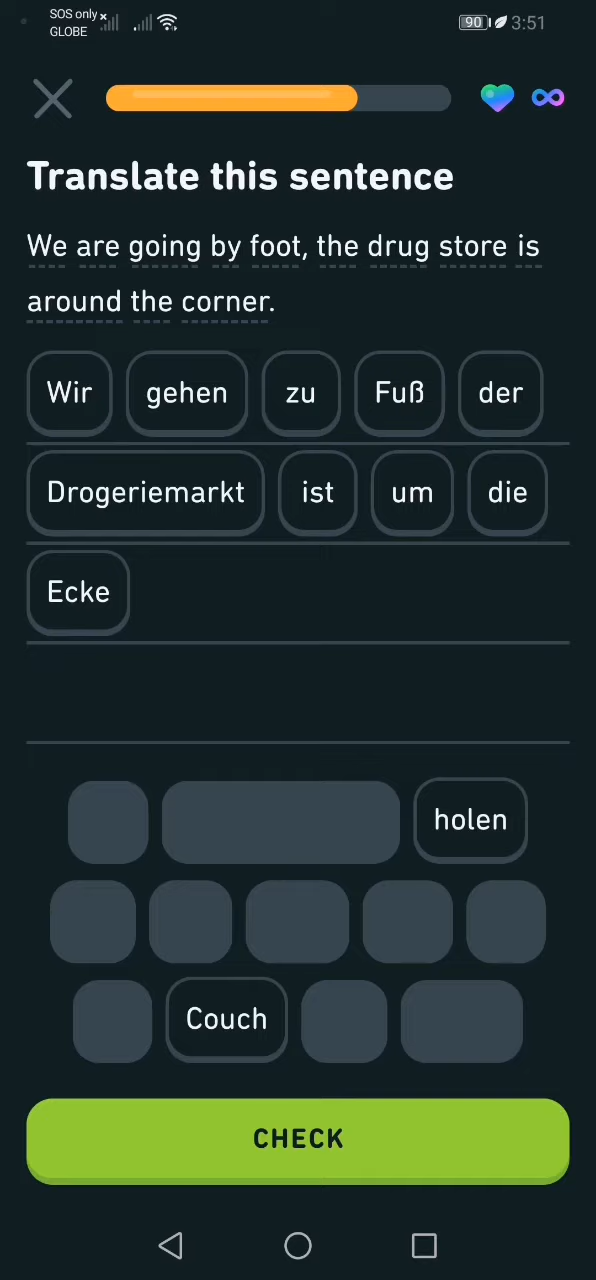 SOS only
GLOBE
90 3:51
Translate this sentence
We are going by foot, the drug store is
around the corner.
Wir gehen zu Fuß der
Drogeriemarkt ist um die
Ecke
holen
Couch
CHECK